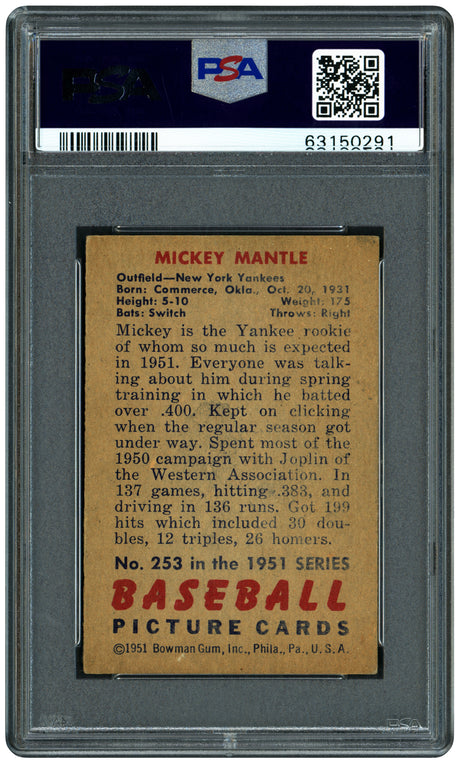 PSA
PSA
63150291
MICKEY MANTLE
Outfield—New York Yankees
Born: Commerce, Okla., Oct. 20, 1931
Height: 5-10 Weight: 175
Bats: Switch Throws: Right
Mickey is the Yankee rookie
of whom so much is expected
in 1951. Everyone was talk-
ing about him during spring
training in which he batted
over .400. Kept on clicking
when the regular season got
under way. Spent most of the
1950 campaign with Joplin of
the Western Association. In
137 games, hitting .383, and
driving in 136 runs. Got 199
hits which included 30 dou-
bles, 12 triples, 26 homers.
No. 253 in the 1951 SERIES
BASEBALL
PICTURE CARDS
©1951 Bowman Gum, Inc., Phila., Pa., U. S. A.
PSA